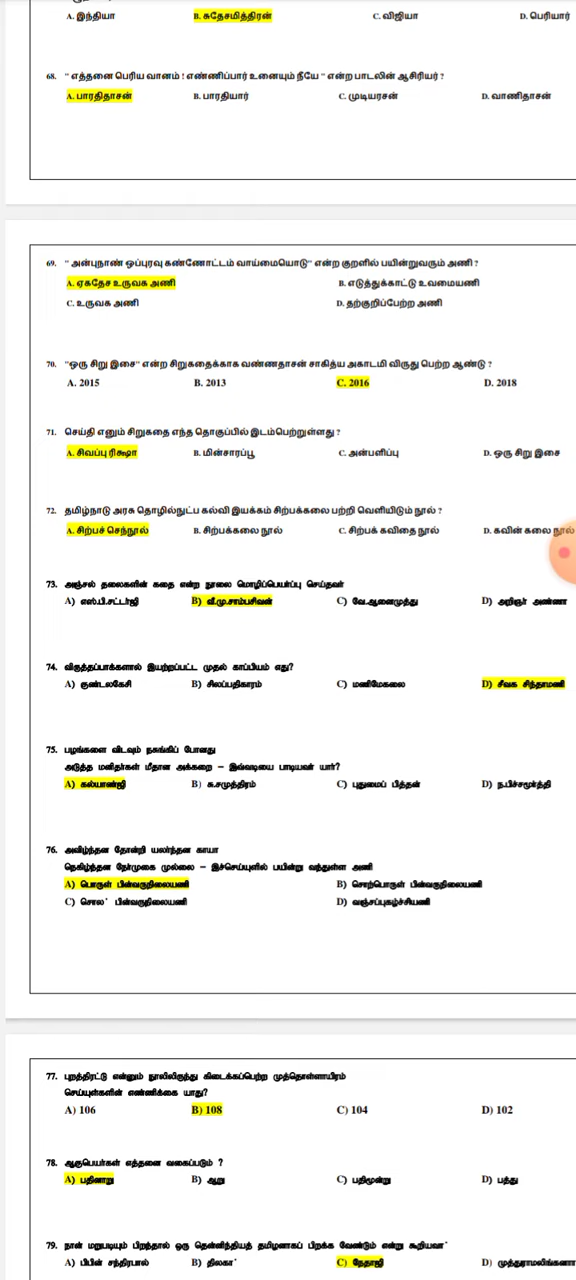 A. இந்தியா B. சுதேசமித்திரன் C. விஜியா D. பெரியார்
68. " எத்தனை பெரிய வானம் ! எண்ணிப்பார் உனையும் நீயே " என்ற பாடலின் ஆசிரியர் ?
A. பாரதிதாசன் B. பாரதியார் C. முடியரசன் D. வாணிதாசன்
69. " அன்புநாண் ஒப்புரவு கண்ணோட்டம் வாய்மையொடு" என்ற குறளில் பயின்றுவரும் அணி ?
A. ஏகதேச உருவக அணி B. எடுத்துக்காட்டு உவமையணி
C. உருவக அணி D. தற்குறிப்பேற்ற அணி
70. "ஒரு சிறு இசை" என்ற சிறுகதைக்காக வண்ணதாசன் சாகித்ய அகாடமி விருது பெற்ற ஆண்டு ?
A. 2015 B. 2013 C. 2016 D. 2018
71. செய்தி எனும் சிறுகதை எந்த தொகுப்பில் இடம்பெற்றுள்ளது ?
A. சிவப்பு ரிக்ஷா B. மின்சாரப்பூ C. அன்பளிப்பு D. ஒரு சிறு இசை
72. தமிழ்நாடு அரசு தொழில்நுட்ப கல்வி இயக்கம் சிற்பக்கலை பற்றி வெளியிடும் நூல் ?
A. சிற்பச் செந்நூல் B. சிற்பக்கலை நூல் C. சிற்பக் கவிதை நூல் D. கவின் கலை நூல்
73. அஞ்சல் தலைகளின் கதை என்ற நூலை மொழிப்பெயர்ப்பு செய்தவர்
A) எஸ்.பி.சட்டர்ஜி B) வீ.மு.சாம்பசிவன் C) வே.ஆனைமுத்து D) அறிஞர் அண்ணா
74. விருத்தப்பாக்களால் இயற்றப்பட்ட முதல் காப்பியம் எது?
A) குண்டலகேசி B) சிலப்பதிகாரம் C) மணிமேகலை D) சீவக சிந்தாமணி
75. பழங்களை விடவும் நசுங்கிப் போனது
அடுத்த மனிதர்கள் மீதான அக்கறை – இவ்வடியை பாடியவர் யார்?
A) கல்யாண்ஜி B) சு.சமுத்திரம் C) புதுமைப் பித்தன் D) ந.பிச்சமூர்த்தி
76. அவிழ்ந்தன தோன்றி யலர்ந்தன காயா
நெகிழ்ந்தன நேர்முகை முல்லை – இச்செய்யுளில் பயின்று வந்துள்ள அணி
A) பொருள் பின்வருநிலையணி B) சொற்பொருள் பின்வருநிலையணி
C) சொல' பின்வருநிலையணி D) வஞ்சப்புகழ்ச்சியணி
77. புறத்திரட்டு என்னும் நூலிலிருந்து கிடைக்கப்பெற்ற முத்தொள்ளாயிரம்
செய்யுள்களின் எண்ணிக்கை யாது?
A) 106 B) 108 C) 104 D) 102
78. ஆகுபெயர்கள் எத்தனை வகைப்படும் ?
A) பதினாறு B) ஆறு C) பதிமூன்று D) பத்து
79. நான் மறுபடியும் பிறந்தால் ஒரு தென்னிந்தியத் தமிழனாகப் பிறக்க வேண்டும் என்று கூறியவா'
A) பிபின் சந்திரபால் B) திலகா' C) நேதாஜி D) முத்துராமலிங்கனார்